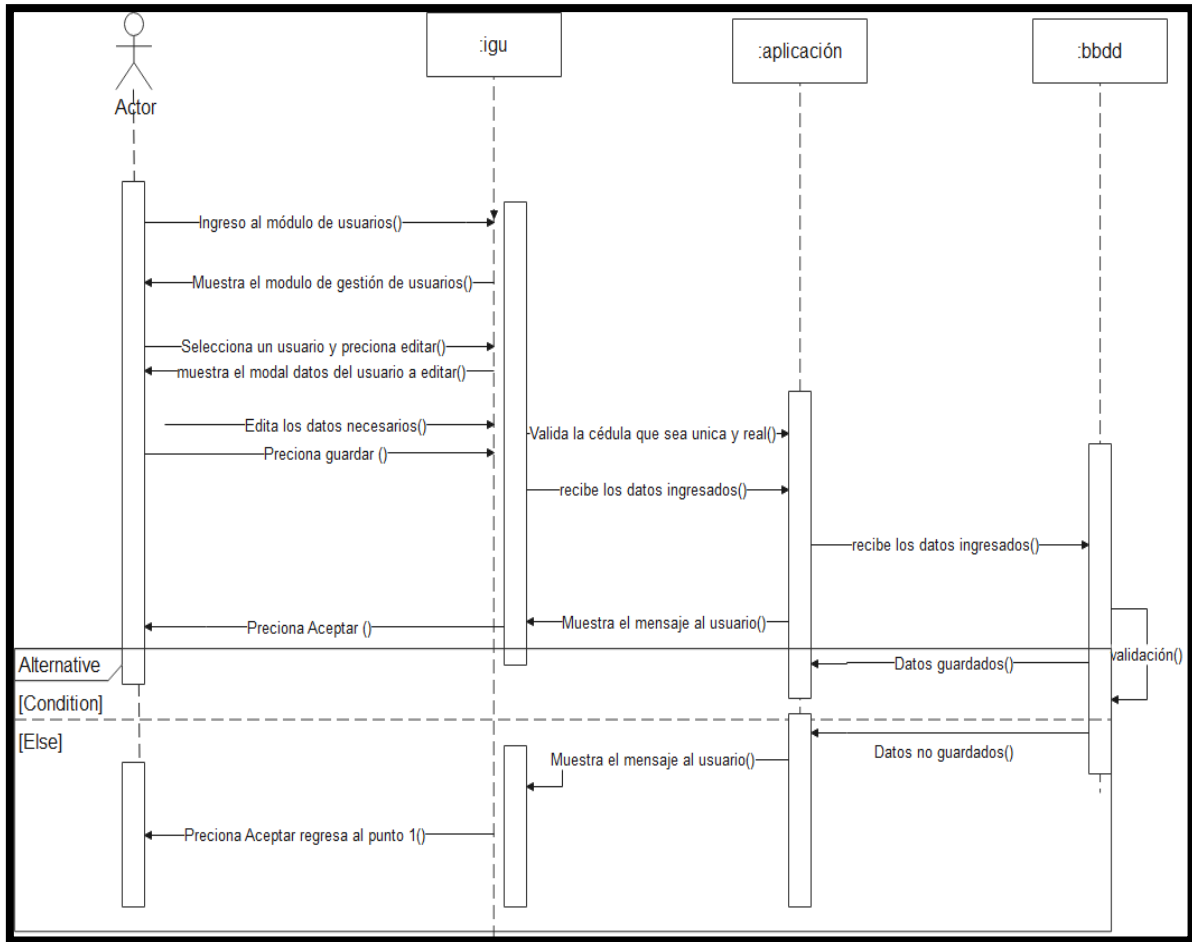 Actor
:igu
:aplicación
:bbdd
Ingreso al módulo de usuarios()
Muestra el modulo de gestión de usuarios()
Selecciona un usuario y preciona editar()
muestra el modal datos del usuario a editar()
Edita los datos necesarios()
Valida la cédula que sea unica y real()
Preciona guardar ()
recibe los datos ingresados()
recibe los datos ingresados()
Muestra el mensaje al usuario()
Preciona Aceptar ()
validación()
Alternative
Datos guardados()
[Condition]
[Else]
Datos no guardados()
Muestra el mensaje al usuario()
Preciona Aceptar regresa al punto 1()